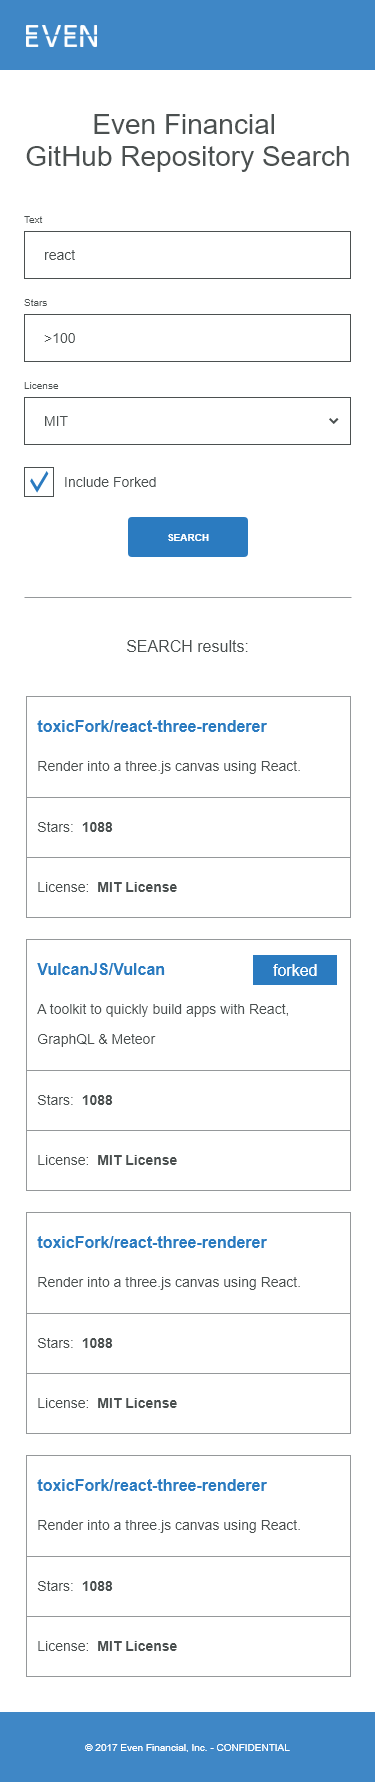 EVEN
Even Financial
GitHub Repository Search
Text
react
Stars
>100
License
MIT
Include Forked
SEARCH
SEARCH results:
toxicFork/react-three-renderer
Render into a three.js canvas using React.
Stars: 1088
License: MIT License
VulcanJS/Vulcan forked
A toolkit to quickly build apps with React,
GraphQL & Meteor
Stars: 1088
License: MIT License
toxicFork/react-three-renderer
Render into a three.js canvas using React.
Stars: 1088
License: MIT License
toxicFork/react-three-renderer
Render into a three.js canvas using React.
Stars: 1088
License: MIT License
© 2017 Even Financial, Inc. - CONFIDENTIAL